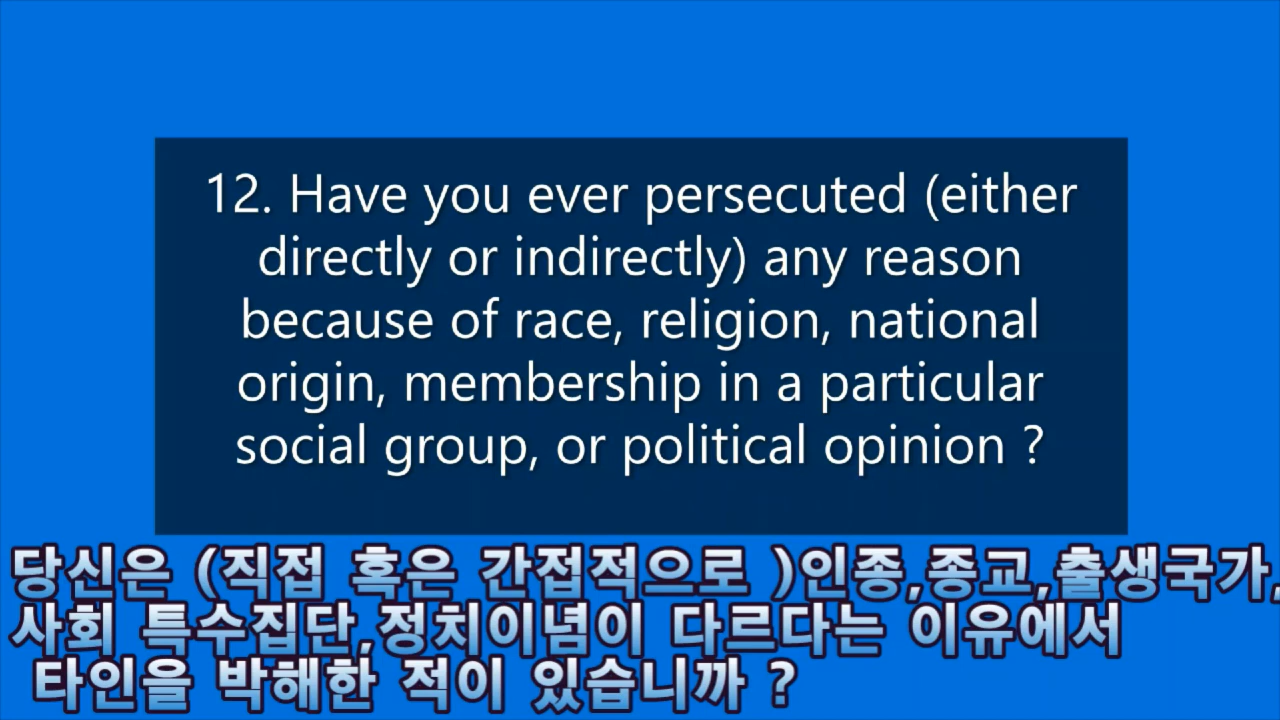 12. Have you ever persecuted (either
directly or indirectly) any reason
because of race, religion, national
origin, membership in a particular
social group, or political opinion ?
당신은 (직접 혹은 간접적으로 )인종,종교,출생국가,
사회 특수집단,정치이념이 다르다는 이유에서
타인을 박해한 적이 있습니까 ?